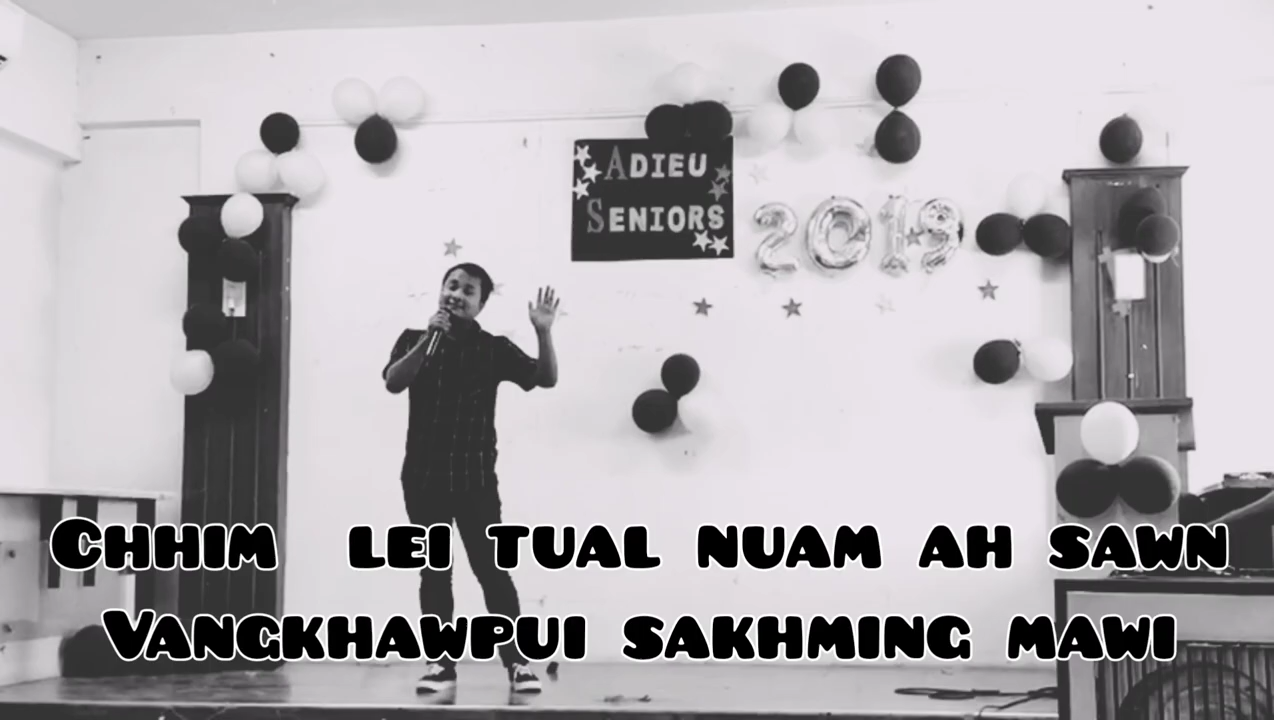 ADIEU
SENIORS
2019
CHHIM LEI TUAL NUAM AH SAWN
VANGKHAWPUI SAKHMING MAWI